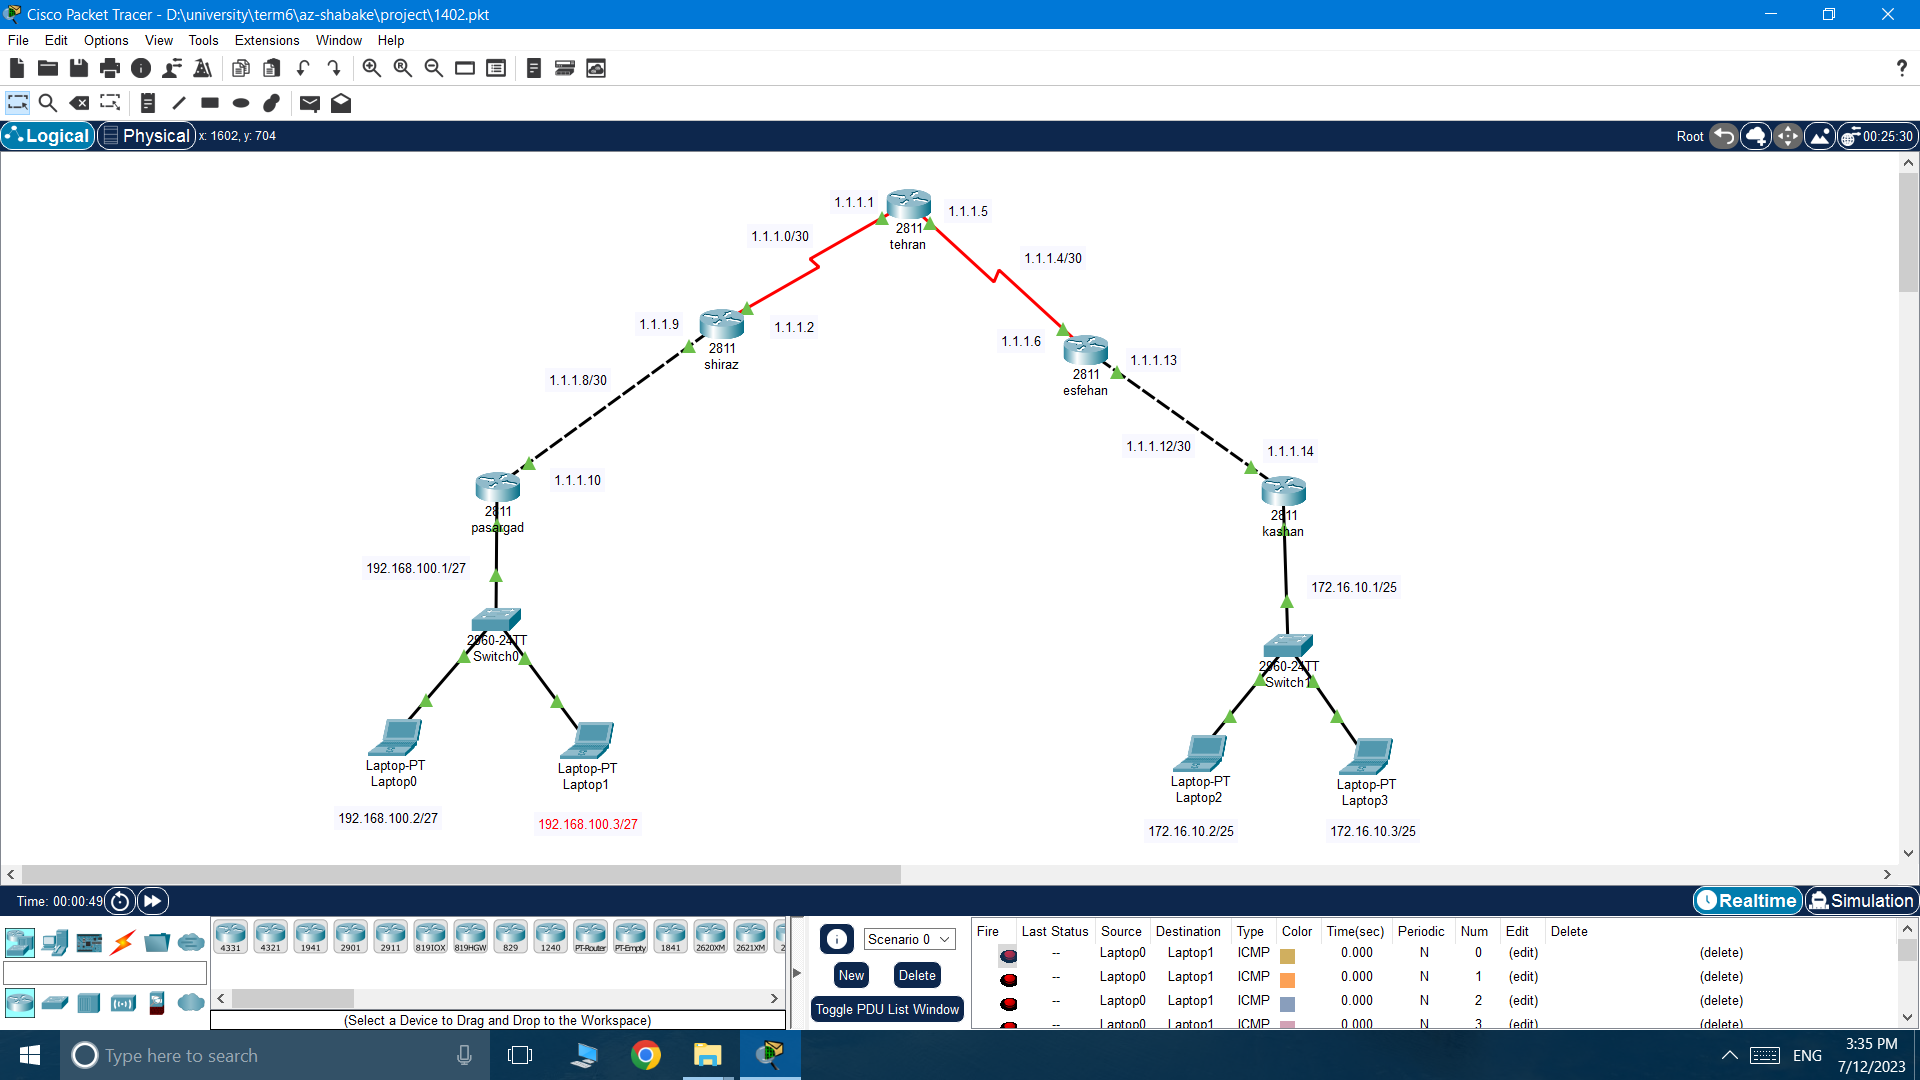 Cisco Packet Tracer - D:\university\term6\az-shabake\project\1402.pkt
File Edit Options View Tools Extensions Window Help
?
Logical Physical x: 1602, y: 704 Root 00:25:30
1.1.1.1
1.1.1.5
2811
tehran
1.1.1.0/30
1.1.1.4/30
1.1.1.9
1.1.1.2
2811
shiraz
1.1.1.6
2811
esfehan
1.1.1.13
1.1.1.8/30
1.1.1.12/30
1.1.1.14
1.1.1.10
2811
pasargad
2811
kashan
192.168.100.1/27
172.16.10.1/25
2960-24TT
Switch0
2960-24TT
Switch1
Laptop-PT
Laptop0
Laptop-PT
Laptop1
Laptop-PT
Laptop2
Laptop-PT
Laptop3
192.168.100.2/27
192.168.100.3/27
172.16.10.2/25
172.16.10.3/25
Time: 00:00:49 Realtime Simulation
4331 4321 1941 2901 2911 819IOX 819HGW 829 1240 PT-Router PT-Empty 1841 2620XM 2621XM 2
(Select a Device to Drag and Drop to the Workspace)
Scenario 0
New Delete
Toggle PDU List Window
Fire Last Status Source Destination Type Color Time(sec) Periodic Num Edit Delete
-- Laptop0 Laptop1 ICMP 0.000 N 0 (edit) (delete)
-- Laptop0 Laptop1 ICMP 0.000 N 1 (edit) (delete)
-- Laptop0 Laptop1 ICMP 0.000 N 2 (edit) (delete)
-- Laptop0 Laptop1 ICMP 0.000 N 3 (edit) (delete)
Type here to search
ENG
3:35 PM
7/12/2023